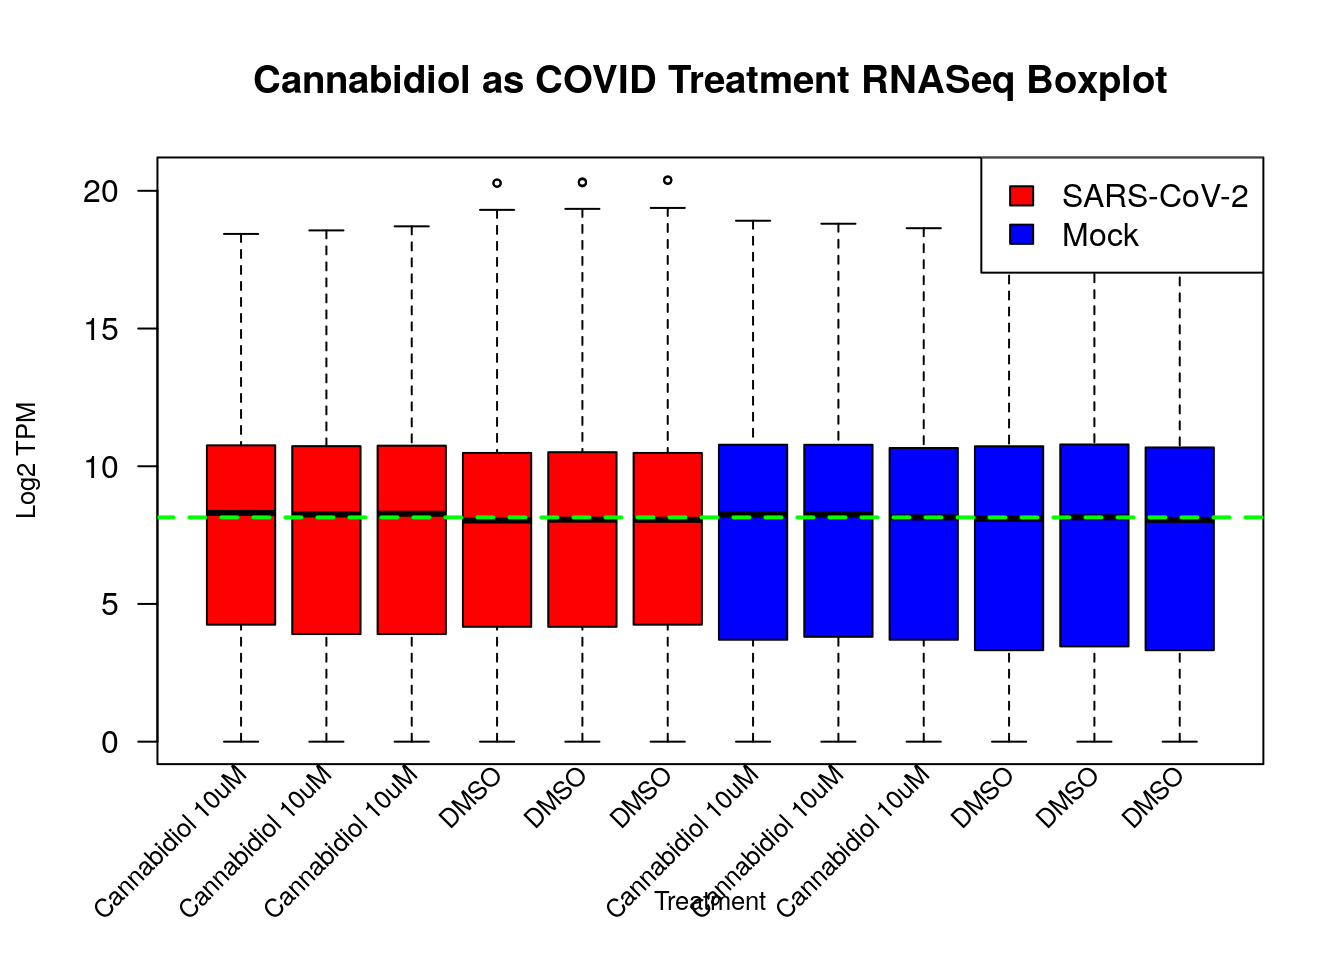 Cannabidiol as COVID Treatment RNASeq Boxplot
SARS-CoV-2
Mock
20
15
10
5
0
Log2 TPM
Cannabidiol 10uM
Cannabidiol 10uM
Cannabidiol 10uM
DMSO
DMSO
DMSO
Cannabidiol 10uM
Cannabidiol 10uM
Cannabidiol 10uM
DMSO
DMSO
DMSO
Treatment